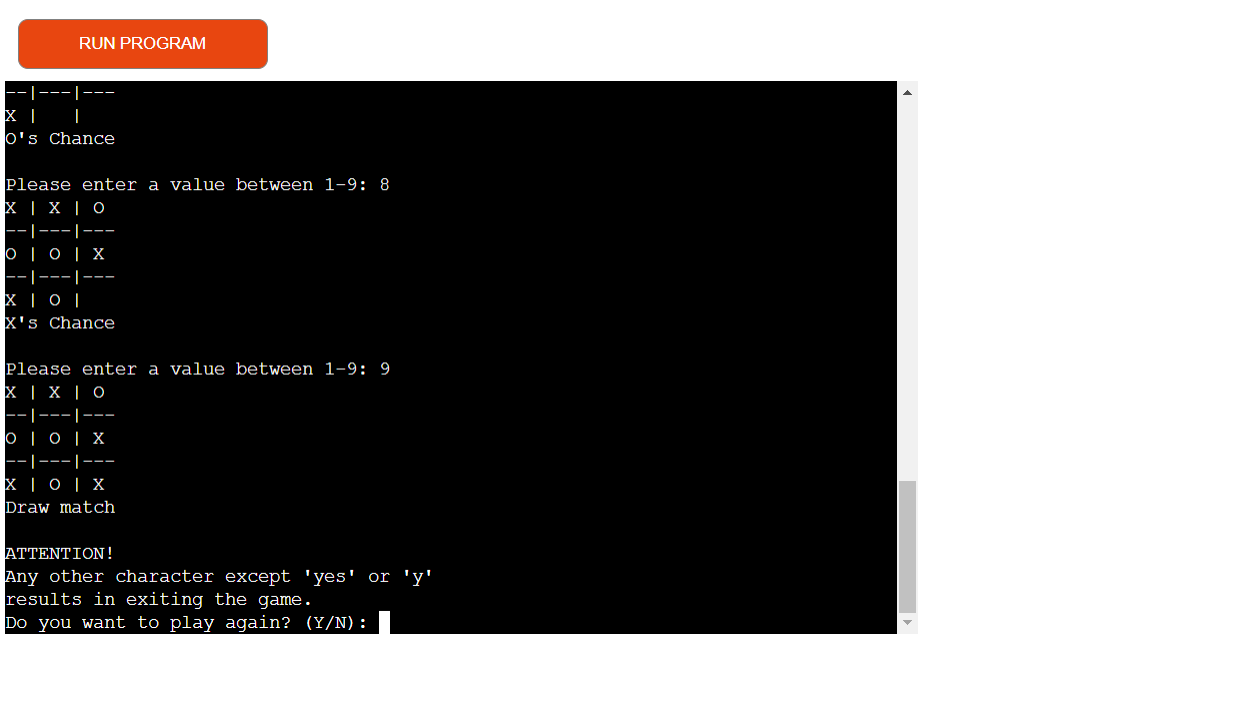 RUN PROGRAM
--|---|---
X |   |
O's Chance
Please enter a value between 1-9: 8
X | X | O
--|---|---
O | O | X
--|---|---
X | O |
X's Chance
Please enter a value between 1-9: 9
X | X | O
--|---|---
O | O | X
--|---|---
X | O | X
Draw match
ATTENTION!
Any other character except 'yes' or 'y'
results in exiting the game.
Do you want to play again? (Y/N):